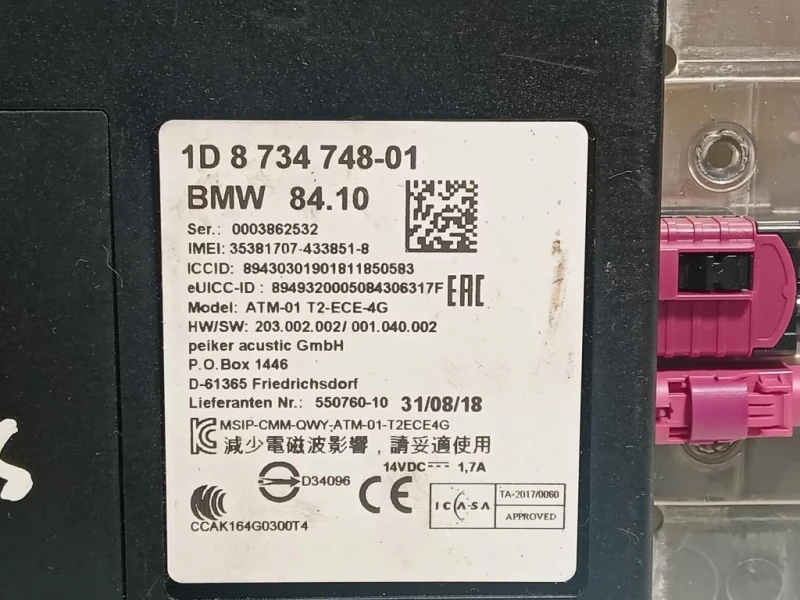 1D 8 734 748-01
BMW 84.10
Ser.: 0003862532
IMEI: 35381707-433851-8
ICCID: 89430301901811850583
eUICC-ID : 8949320005084306317F
EAC
Model: ATM-01 T2-ECE-4G
HW/SW: 203.002.002/ 001.040.002
peiker acustic GmbH
P.O.Box 1446
D-61365 Friedrichsdorf
Lieferanten Nr.: 550760-10 31/08/18
MSIP-CMM-QWY-ATM-01-T2ECE4G
減少電磁波影響，請妥適使用
14VDC 1,7A
D34096
CE
ICASA
TA-2017/0060
APPROVED
CCAK164G0300T4